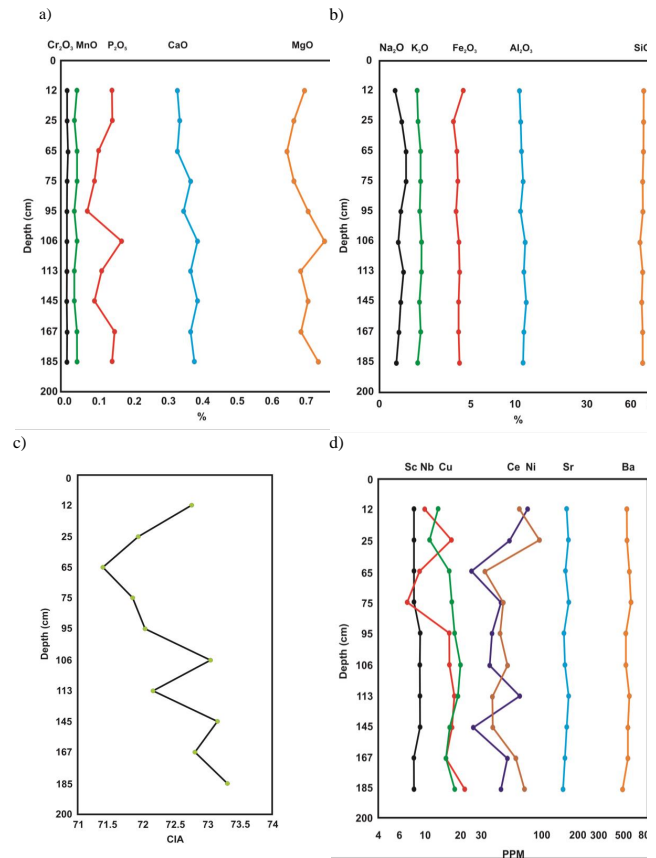 a)
Cr₂O₃ MnO P₂O₅ CaO MgO
0
12
25
65
75
95
106
113
145
167
185
200
Depth (cm)
0.0 0.1 0.2 0.3 0.4 0.5 0.6 0.7
%
b)
Na₂O K₂O Fe₂O₃ Al₂O₃ SiO
0
12
25
65
75
95
106
113
145
167
185
200
Depth (cm)
0 5 10 30 60
%
c)
0
12
25
65
75
95
106
113
145
167
185
200
Depth (cm)
71 71.5 72 72.5 73 73.5 74
CIA
d)
Sc Nb Cu Ce Ni Sr Ba
0
12
25
65
75
95
106
113
145
167
185
200
Depth (cm)
4 6 10 20 30 100 200 300 500 80
PPM